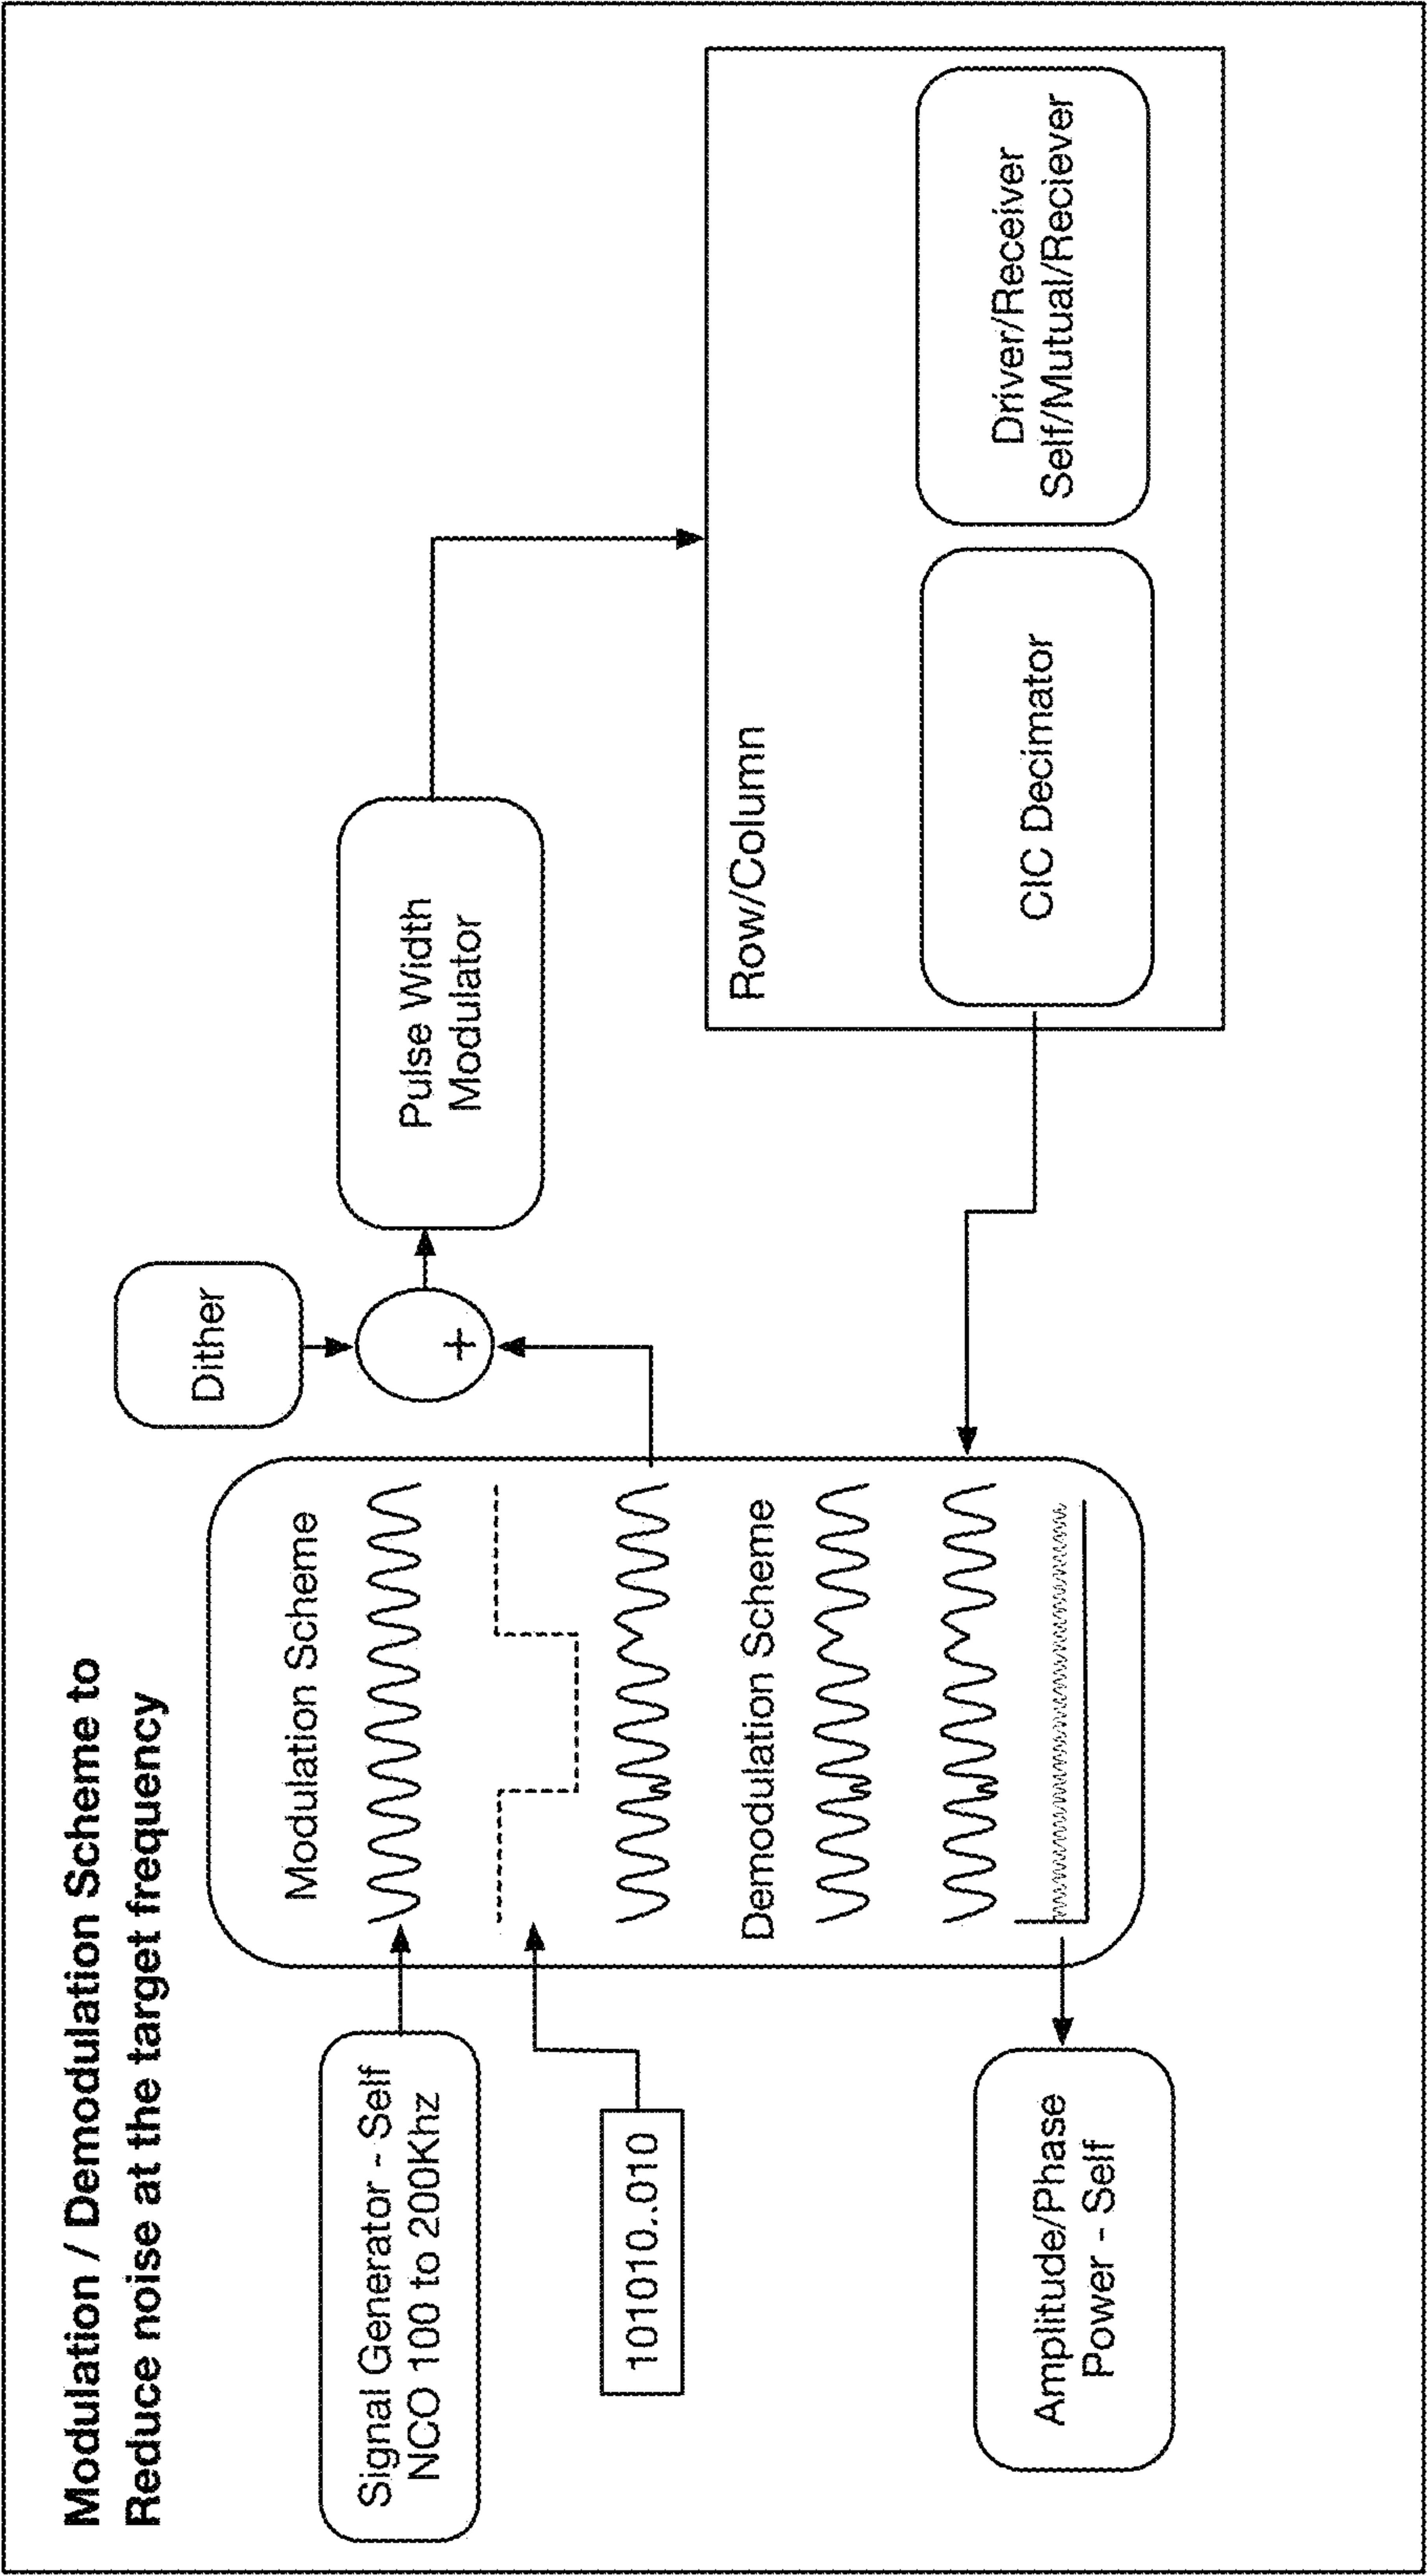 Modulation / Demodulation Scheme to
Reduce noise at the target frequency
Signal Generator - Self
NCO 100 to 200Khz
101010..010
Amplitude/Phase
Power - Self
Modulation Scheme
Demodulation Scheme
Dither
+
Pulse Width
Modulator
Row/Column
CIC Decimator
Driver/Receiver
Self/Mutual/Reciever